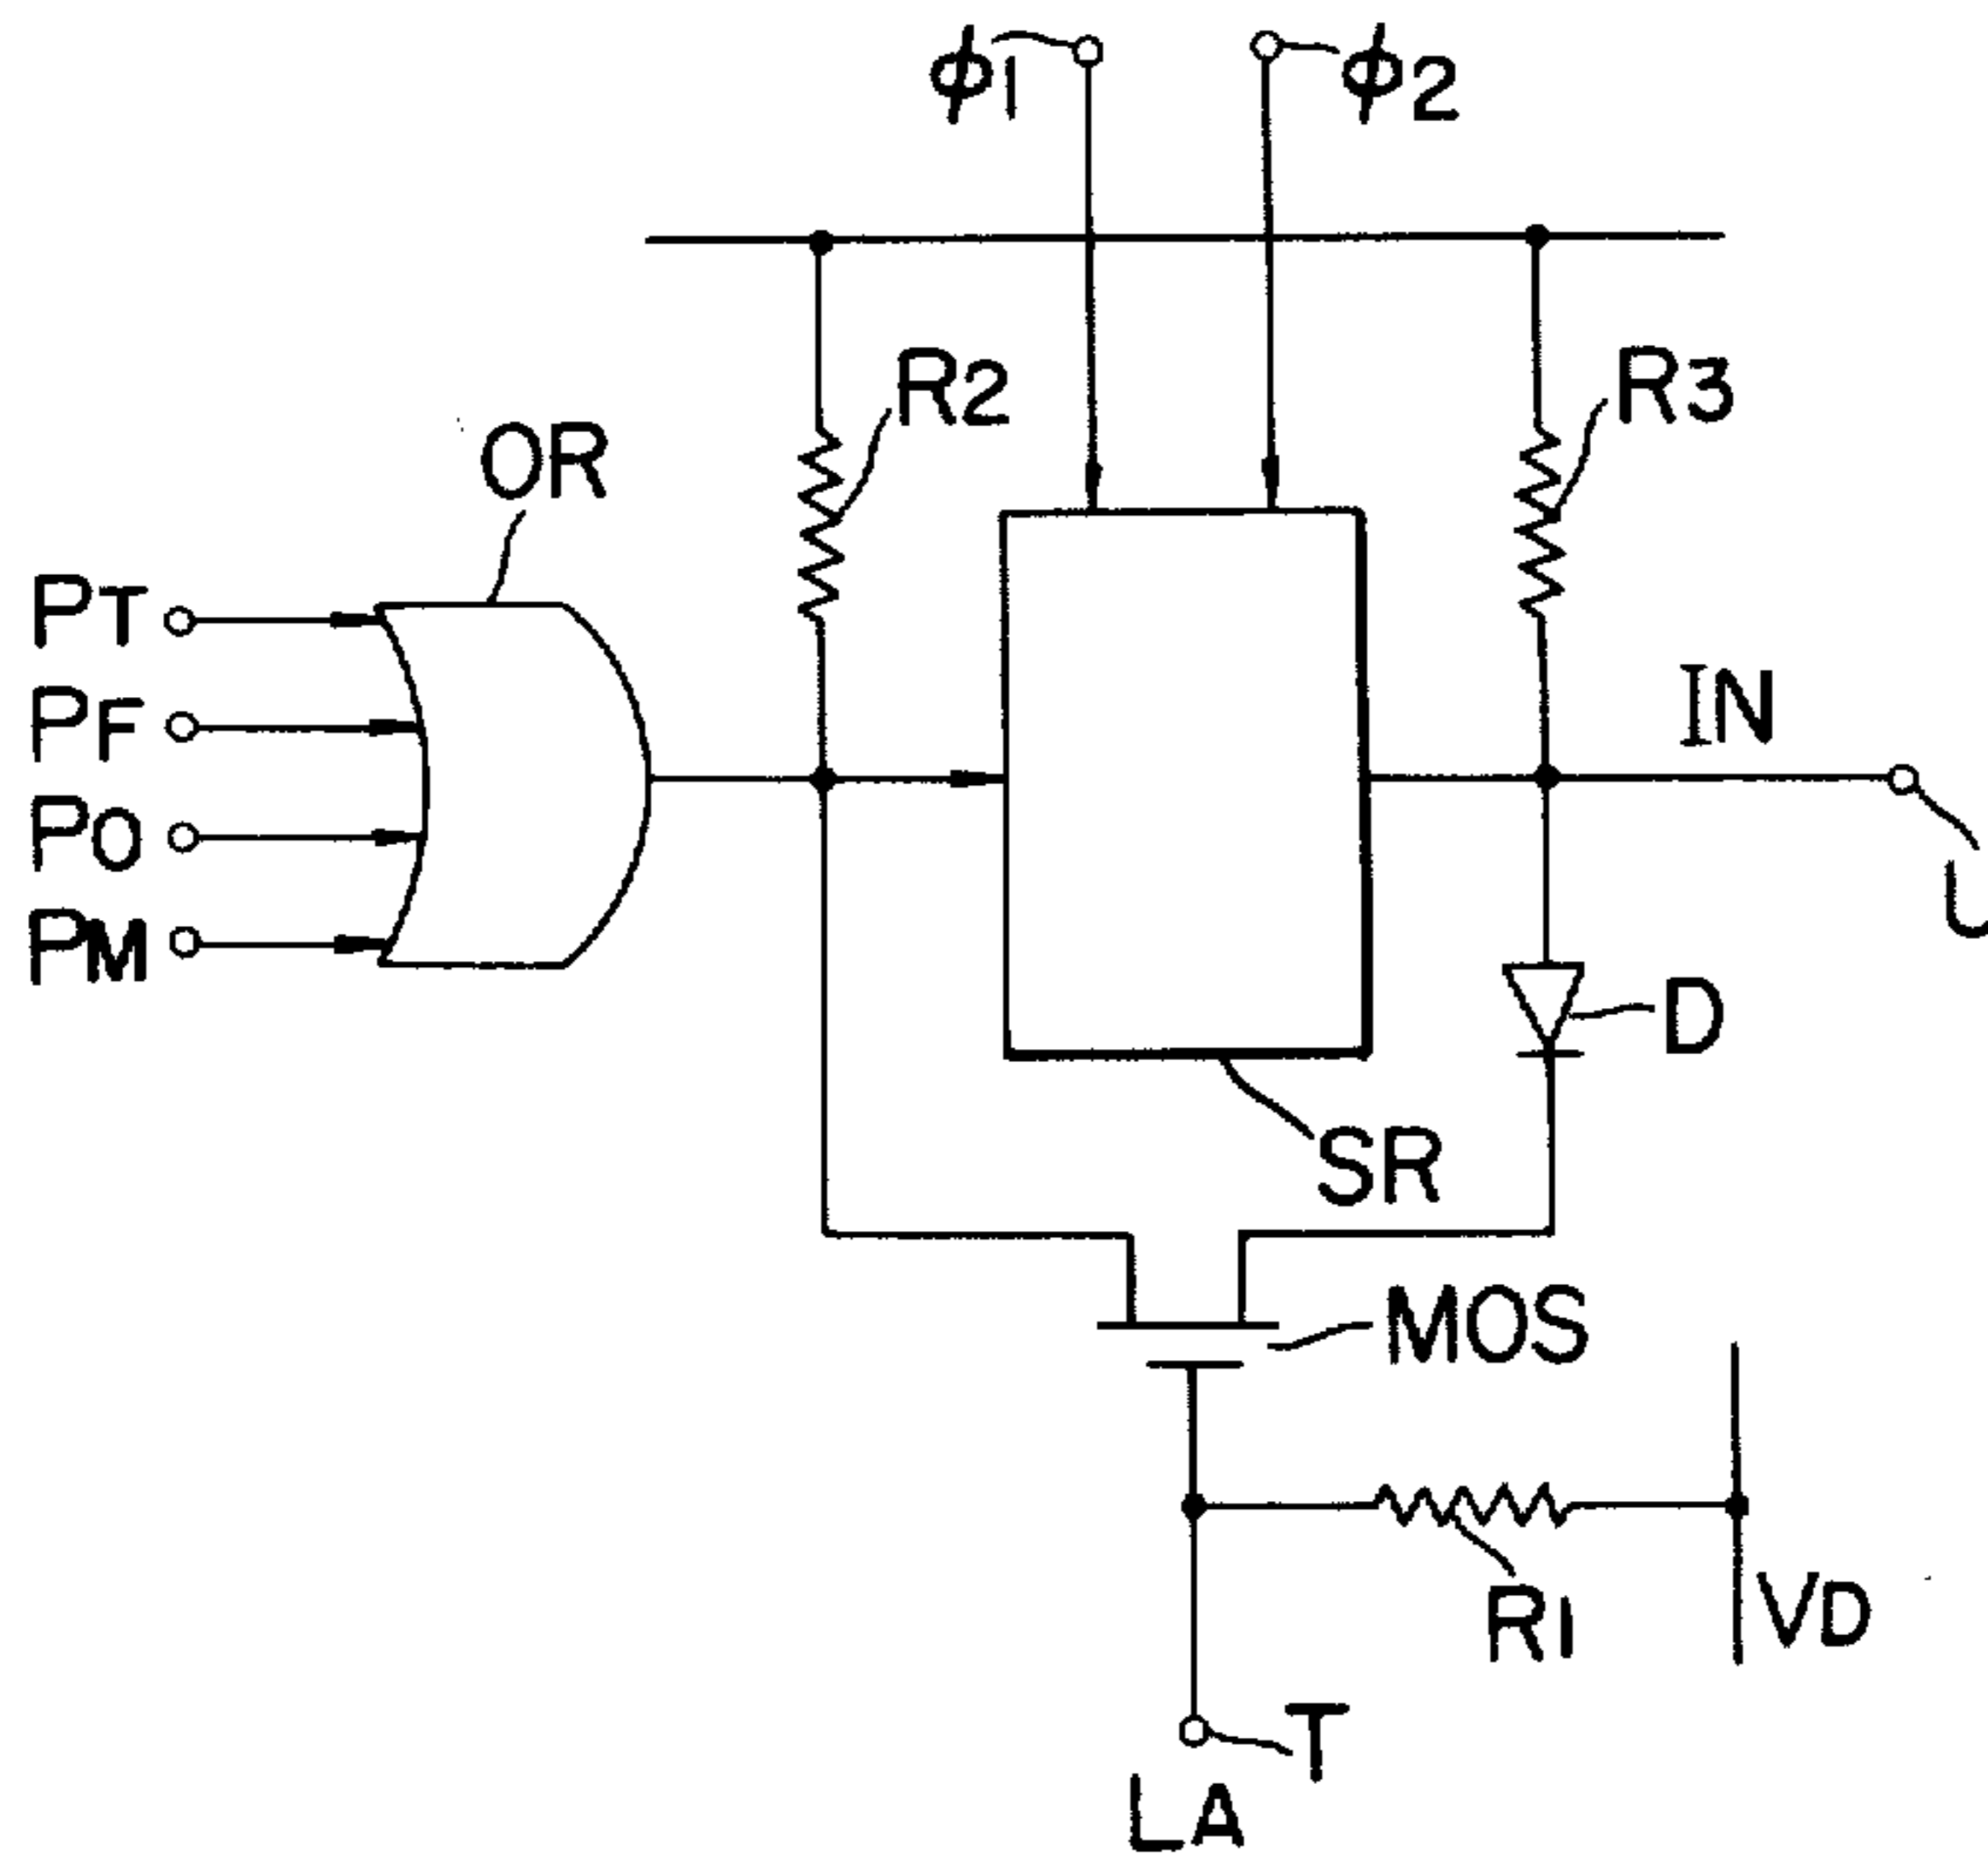 φ1 φ2
R2 R3
OR
PT
PF
IN
PO
PM
U
D
SR
MOS
R1 VD
T
LA